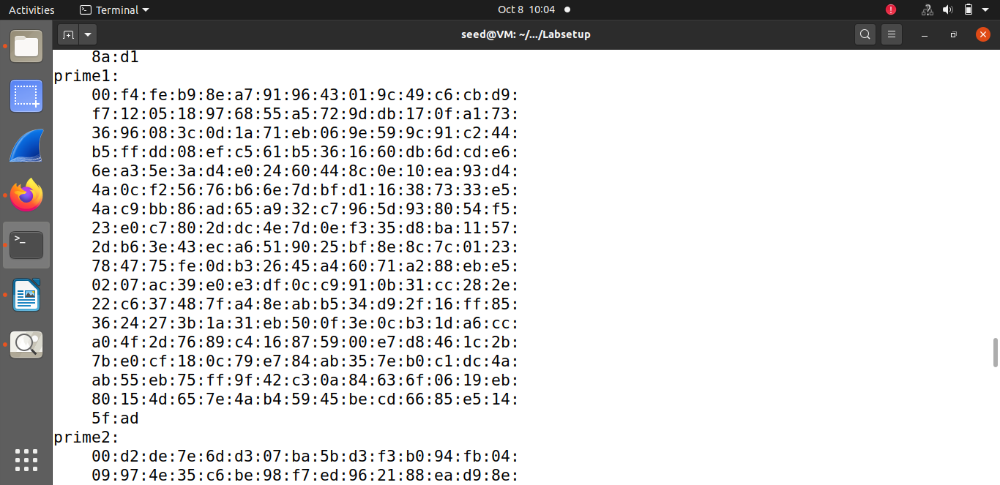 Activities
Terminal
Oct 8 10:04
seed@VM: ~/.../Labsetup
8a:d1
prime1:
00:f4:fe:b9:8e:a7:91:96:43:01:9c:49:c6:cb:d9:
f7:12:05:18:97:68:55:a5:72:9d:db:17:0f:a1:73:
36:96:08:3c:0d:1a:71:eb:06:9e:59:9c:91:c2:44:
b5:ff:dd:08:ef:c5:61:b5:36:16:60:db:6d:cd:e6:
6e:a3:5e:3a:d4:e0:24:60:44:8c:0e:10:ea:93:d4:
4a:0c:f2:56:76:b6:6e:7d:bf:d1:16:38:73:33:e5:
4a:c9:bb:86:ad:65:a9:32:c7:96:5d:93:80:54:f5:
23:e0:c7:80:2d:dc:4e:7d:0e:f3:35:d8:ba:11:57:
2d:b6:3e:43:ec:a6:51:90:25:bf:8e:8c:7c:01:23:
78:47:75:fe:0d:b3:26:45:a4:60:71:a2:88:eb:e5:
02:07:ac:39:e0:e3:df:0c:c9:91:0b:31:cc:28:2e:
22:c6:37:48:7f:a4:8e:ab:b5:34:d9:2f:16:ff:85:
36:24:27:3b:1a:31:eb:50:0f:3e:0c:b3:1d:a6:cc:
a0:4f:2d:76:89:c4:16:87:59:00:e7:d8:46:1c:2b:
7b:e0:cf:18:0c:79:e7:84:ab:35:7e:b0:c1:dc:4a:
ab:55:eb:75:ff:9f:42:c3:0a:84:63:6f:06:19:eb:
80:15:4d:65:7e:4a:b4:59:45:be:cd:66:85:e5:14:
5f:ad
prime2:
00:d2:de:7e:6d:d3:07:ba:5b:d3:f3:b0:94:fb:04:
09:97:4e:35:c6:be:98:f7:ed:96:21:88:ea:d9:8e: